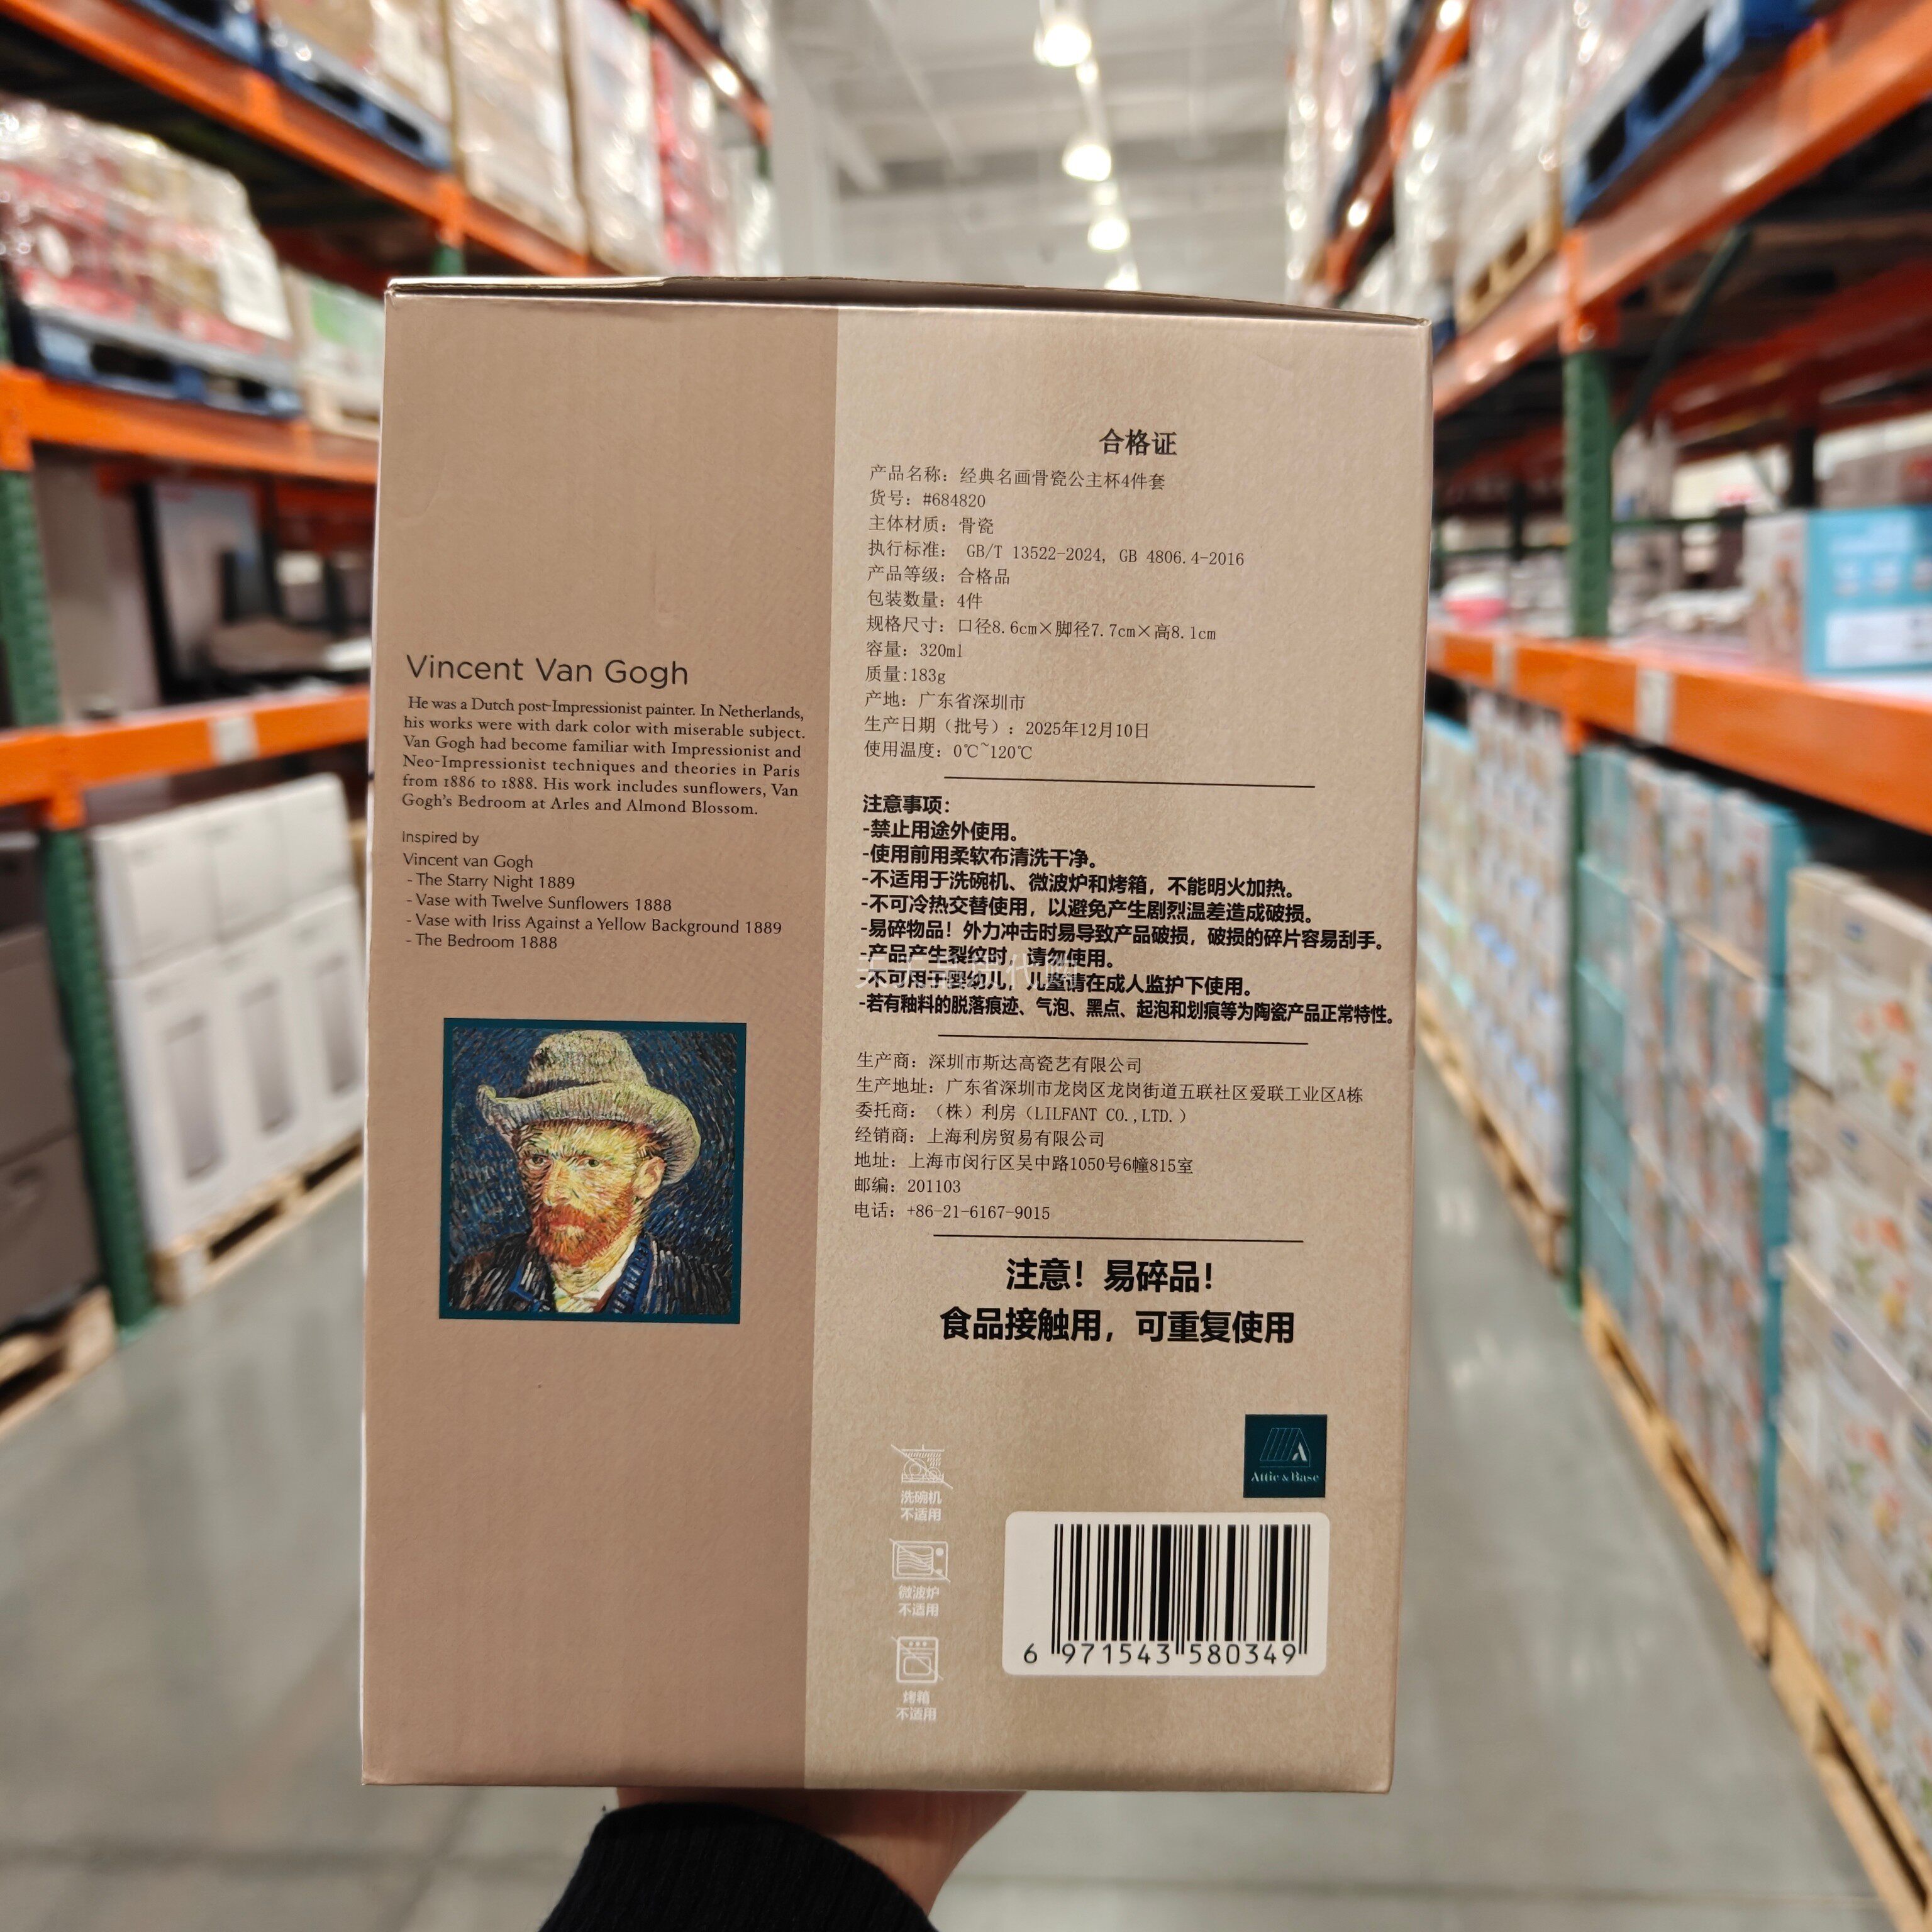 Vincent Van Gogh
He was a Dutch post-Impressionist painter. In Netherlands,
his works were with dark color with miserable subject.
Van Gogh had become familiar with Impressionist and
Neo-Impressionist techniques and theories in Paris
from 1886 to 1888. His work includes sunflowers, Van
Gogh's Bedroom at Arles and Almond Blossom.
Inspired by
Vincent van Gogh
- The Starry Night 1889
- Vase with Twelve Sunflowers 1888
- Vase with Iriss Against a Yellow Background 1889
- The Bedroom 1888
合格证
产品名称：经典名画骨瓷公主杯4件套
货号：#684820
主体材质：骨瓷
执行标准： GB/T 13522-2024, GB 4806.4-2016
产品等级：合格品
包装数量：4件
规格尺寸：口径8.6cm×脚径7.7cm×高8.1cm
容量：320ml
质量:183g
产地：广东省深圳市
生产日期（批号）：2025年12月10日
使用温度：0℃~120℃
注意事项：
-禁止用途外使用。
-使用前用柔软布清洗干净。
-不适用于洗碗机、微波炉和烤箱，不能明火加热。
-不可冷热交替使用，以避免产生剧烈温差造成破损。
-易碎物品！外力冲击时易导致产品破损，破损的碎片容易刮手。
-产品产生裂纹时，请勿使用。
-不可用于婴幼儿，儿童请在成人监护下使用。
-若有釉料的脱落痕迹、气泡、黑点、起泡和划痕等为陶瓷产品正常特性。
生产商：深圳市斯达高瓷艺有限公司
生产地址：广东省深圳市龙岗区龙岗街道五联社区爱联工业区A栋
委托商：（株）利房（LILFANT CO.,LTD.）
经销商：上海利房贸易有限公司
地址：上海市闵行区吴中路1050号6幢815室
邮编：201103
电话：+86-21-6167-9015
注意！易碎品！
食品接触用，可重复使用
洗碗机
不适用
微波炉
不适用
烤箱
不适用
Attic & Base
6 971543 580349